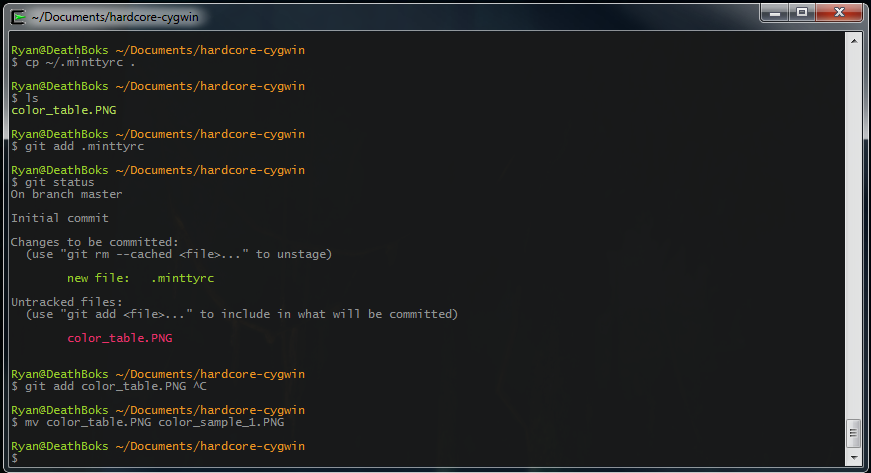 ~/Documents/hardcore-cygwin
Ryan@DeathBoks ~/Documents/hardcore-cygwin
$ cp ~/.minttyrc .
Ryan@DeathBoks ~/Documents/hardcore-cygwin
$ ls
color_table.PNG
Ryan@DeathBoks ~/Documents/hardcore-cygwin
$ git add .minttyrc
Ryan@DeathBoks ~/Documents/hardcore-cygwin
$ git status
On branch master
Initial commit
Changes to be committed:
  (use "git rm --cached <file>..." to unstage)
        new file:   .minttyrc
Untracked files:
  (use "git add <file>..." to include in what will be committed)
        color_table.PNG
Ryan@DeathBoks ~/Documents/hardcore-cygwin
$ git add color_table.PNG ^C
Ryan@DeathBoks ~/Documents/hardcore-cygwin
$ mv color_table.PNG color_sample_1.PNG
Ryan@DeathBoks ~/Documents/hardcore-cygwin
$